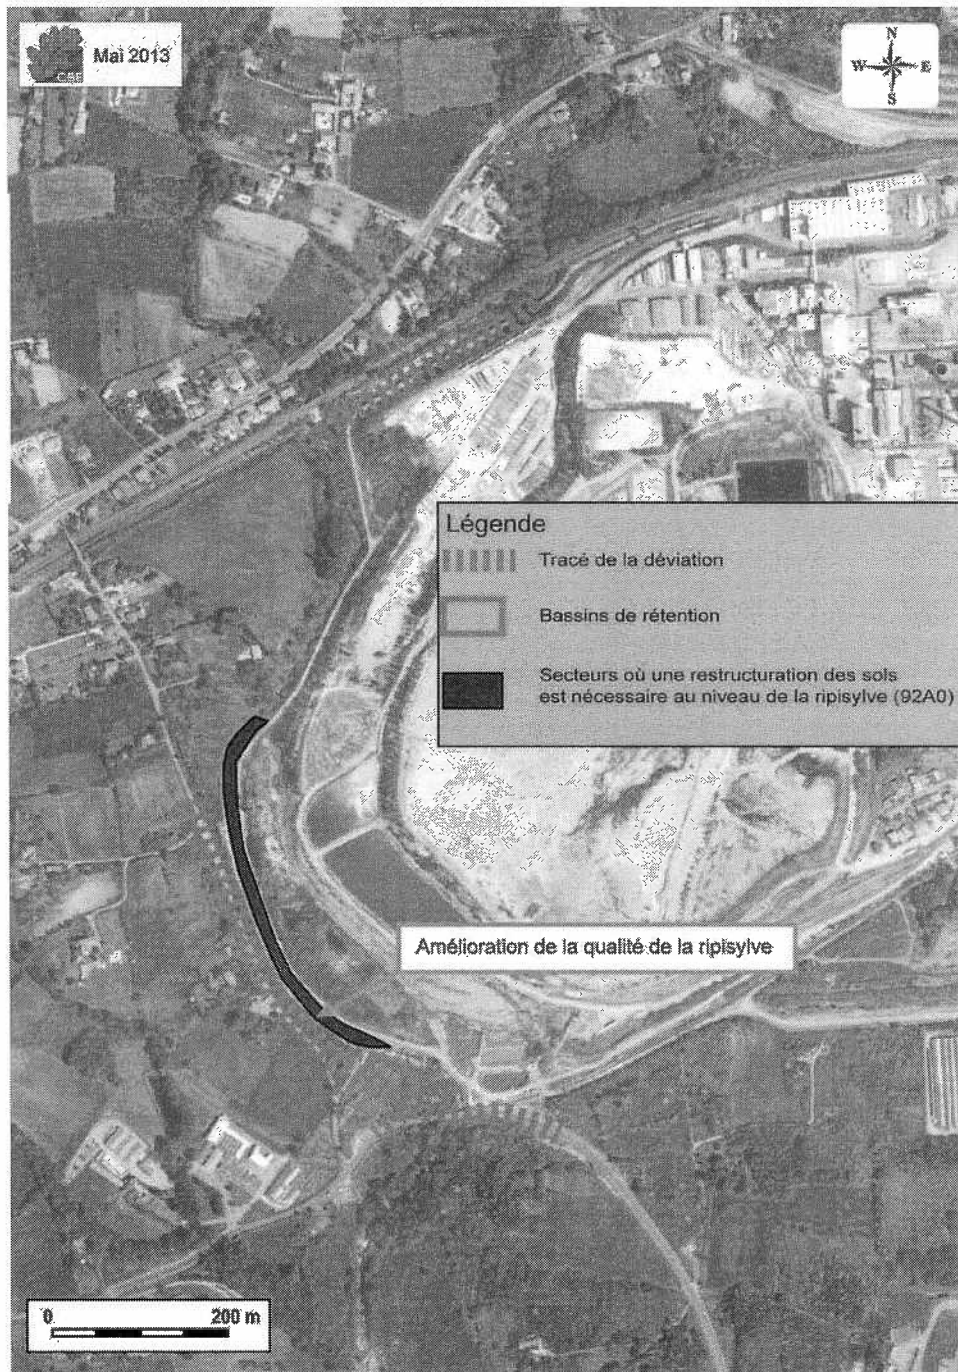 CBE
Mai 2013
N
W E
S
Légende
Tracé de la déviation
Bassins de rétention
Secteurs où une restructuration des sols
est nécessaire au niveau de la ripisylve (92A0)
Amélioration de la qualité de la ripisylve
0 200 m